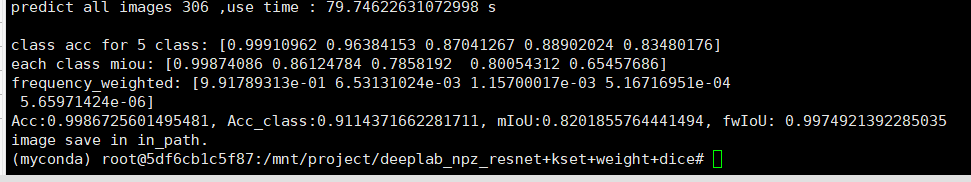 predict all images 306 ,use time : 79.74622631072998 s
class acc for 5 class: [0.99910962 0.96384153 0.87041267 0.88902024 0.83480176]
each class miou: [0.99874086 0.86124784 0.7858192  0.80054312 0.65457686]
frequency_weighted: [9.91789313e-01 6.53131024e-03 1.15700017e-03 5.16716951e-04
 5.65971424e-06]
Acc:0.9986725601495481, Acc_class:0.9114371662281711, mIoU:0.8201855764441494, fwIoU: 0.9974921392285035
image save in in_path.
(myconda) root@5df6cb1c5f87:/mnt/project/deeplab_npz_resnet+kset+weight+dice#